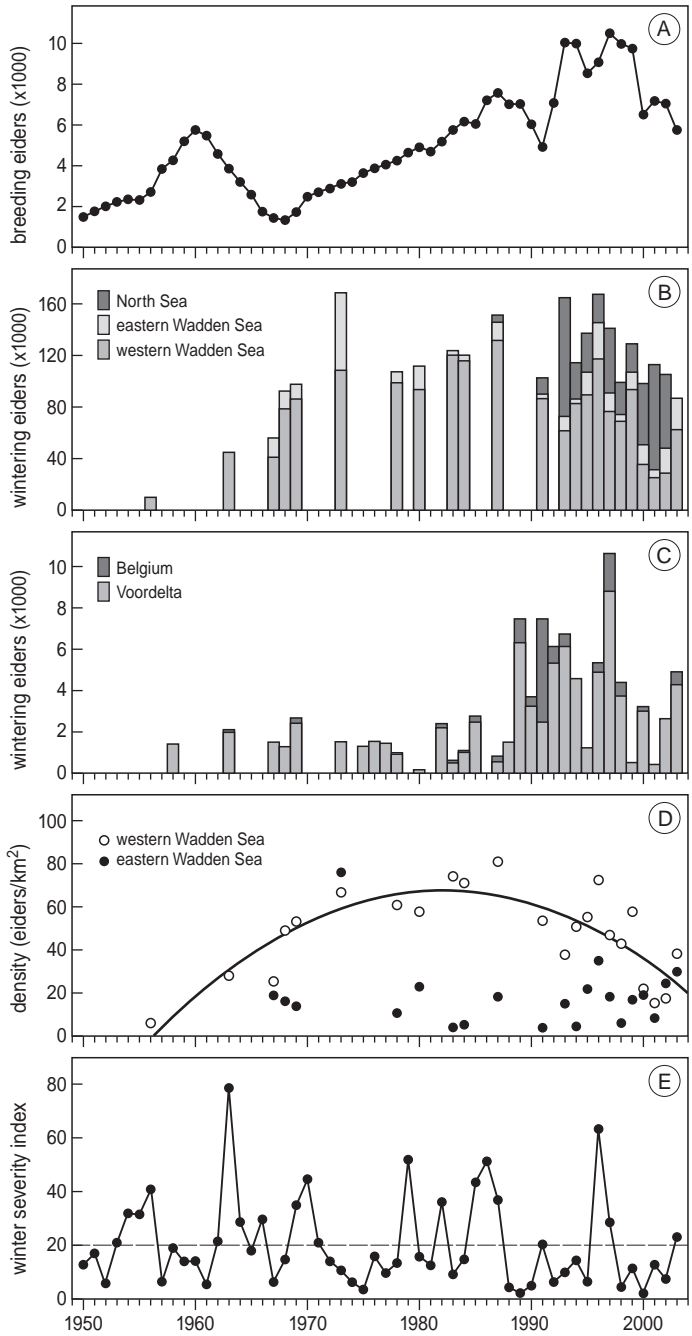 A
breeding eiders (x1000)
10
8
6
4
2
0
B
wintering eiders (x1000)
160
120
80
40
0
North Sea
eastern Wadden Sea
western Wadden Sea
C
wintering eiders (x1000)
10
8
6
4
2
0
Belgium
Voordelta
D
density (eiders/km²)
100
80
60
40
20
0
western Wadden Sea
eastern Wadden Sea
E
winter severity index
80
60
40
20
0
1950 1960 1970 1980 1990 2000